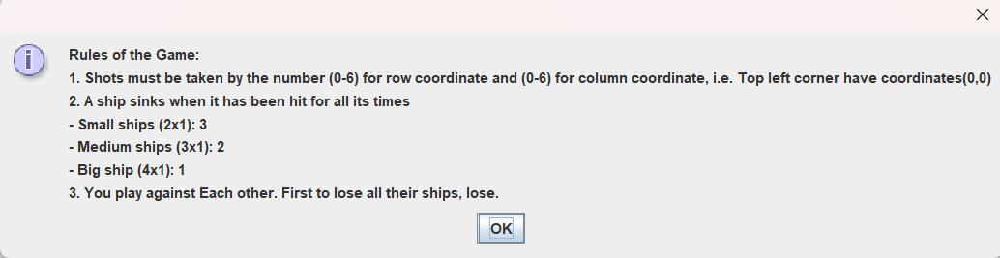 Rules of the Game:
1. Shots must be taken by the number (0-6) for row coordinate and (0-6) for column coordinate, i.e. Top left corner have coordinates(0,0)
2. A ship sinks when it has been hit for all its times
- Small ships (2x1): 3
- Medium ships (3x1): 2
- Big ship (4x1): 1
3. You play against Each other. First to lose all their ships, lose.
OK